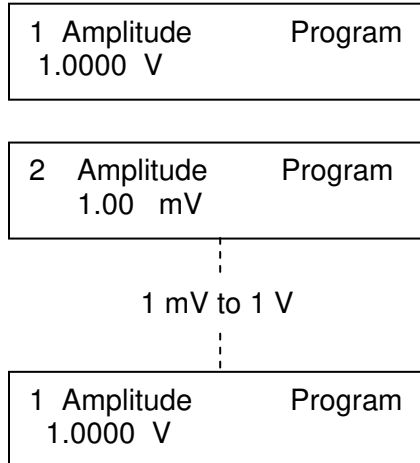 1 Amplitude Program
1.0000 V
2 Amplitude Program
1.00 mV
1 mV to 1 V
1 Amplitude Program
1.0000 V